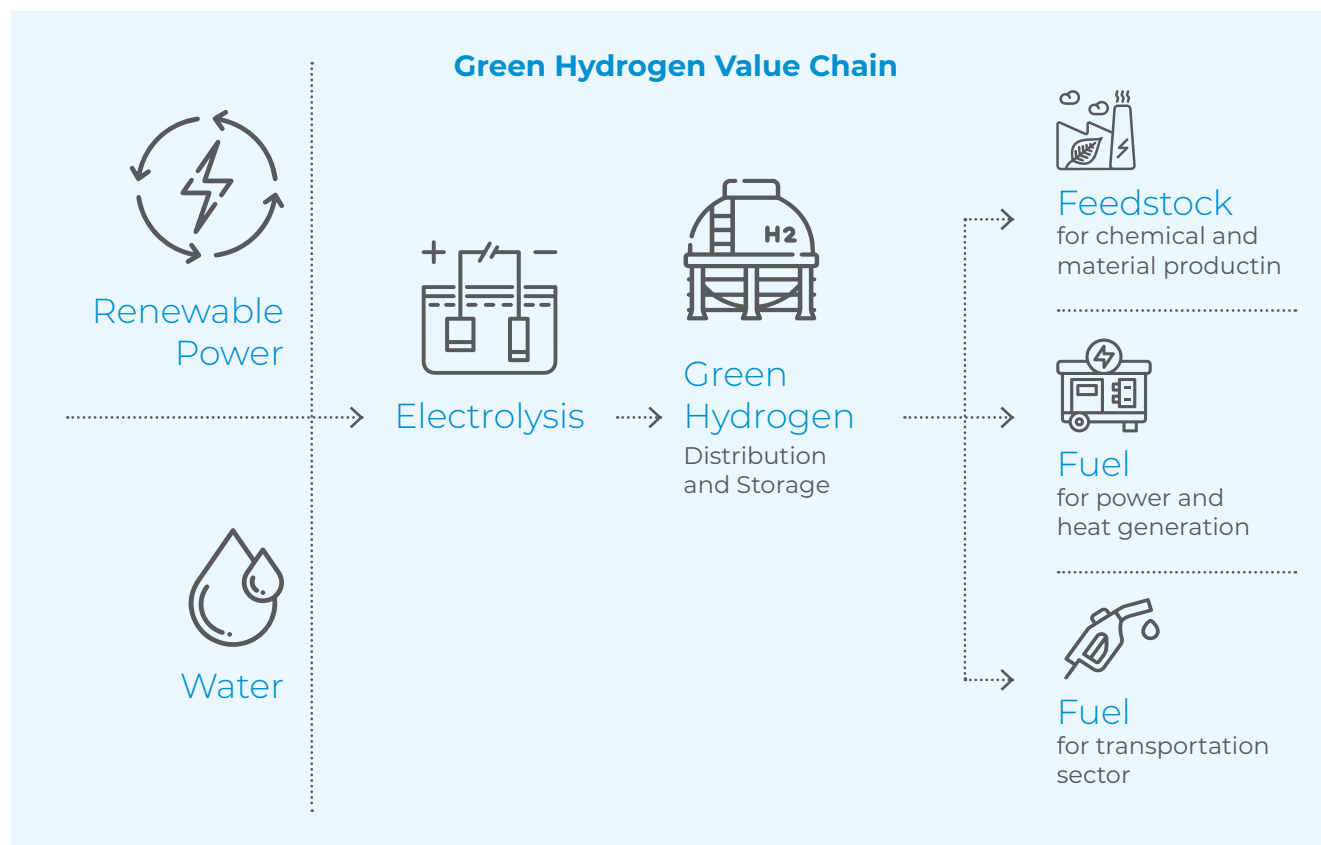 Green Hydrogen Value Chain
Renewable
Power
Water
+ −
Electrolysis
H2
Green
Hydrogen
Distribution
and Storage
Feedstock
for chemical and
material productin
Fuel
for power and
heat generation
Fuel
for transportation
sector